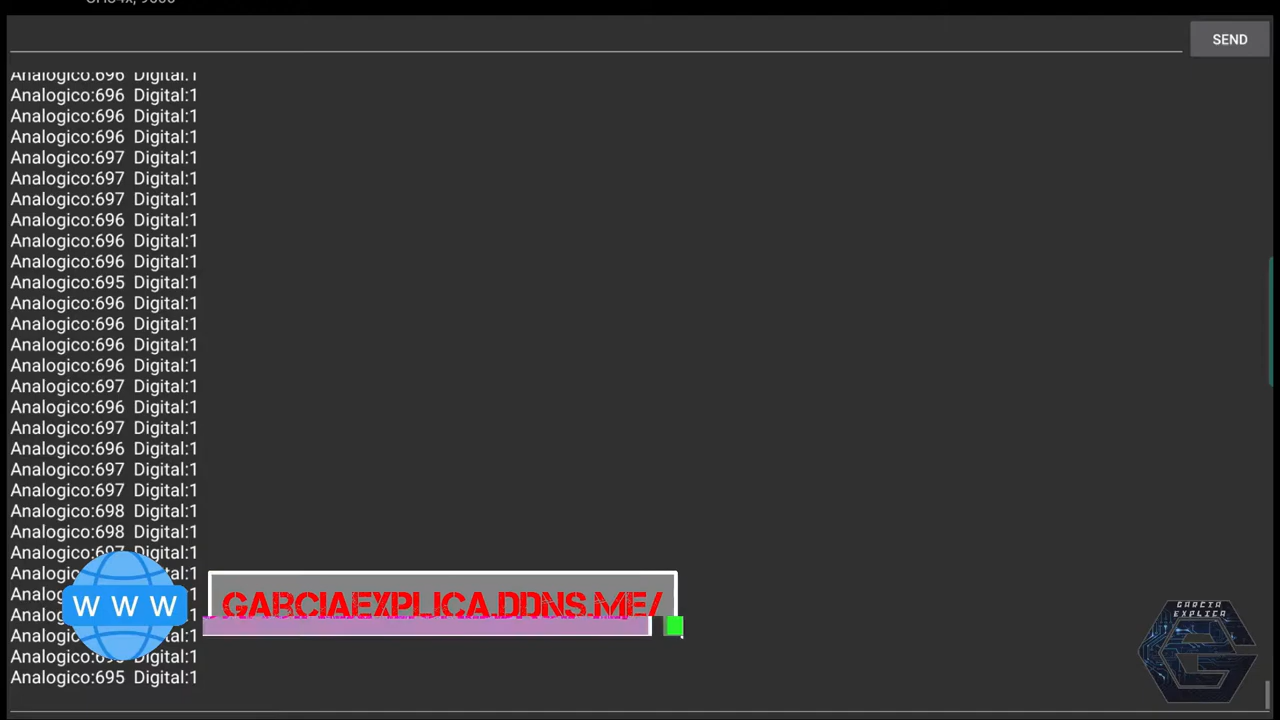 SEND
Analogico:696 Digital:1
Analogico:696 Digital:1
Analogico:696 Digital:1
Analogico:696 Digital:1
Analogico:697 Digital:1
Analogico:697 Digital:1
Analogico:697 Digital:1
Analogico:696 Digital:1
Analogico:696 Digital:1
Analogico:696 Digital:1
Analogico:695 Digital:1
Analogico:696 Digital:1
Analogico:696 Digital:1
Analogico:696 Digital:1
Analogico:696 Digital:1
Analogico:697 Digital:1
Analogico:696 Digital:1
Analogico:697 Digital:1
Analogico:696 Digital:1
Analogico:697 Digital:1
Analogico:697 Digital:1
Analogico:698 Digital:1
Analogico:698 Digital:1
Analogico:697 Digital:1
Analogico:695 Digital:1
WWW
GARCIAEXPLICA.DDNS.ME/
GARCIA
EXPLICA